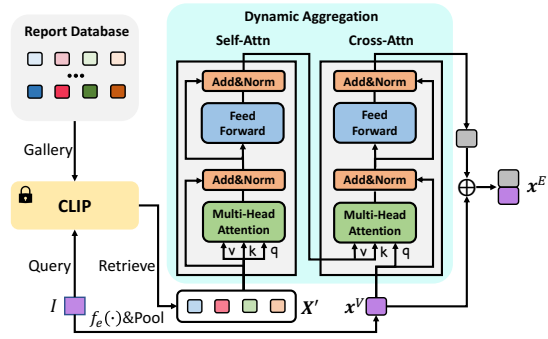 Dynamic Aggregation
Report Database
Self-Attn
Cross-Attn
Add&Norm
Add&Norm
Feed
Forward
Feed
Forward
Gallery
Add&Norm
Add&Norm
CLIP
Multi-Head
Attention
Multi-Head
Attention
v k q
v k q
Query
Retrieve
I
X′
x^V
x^E
f_e(·)&Pool